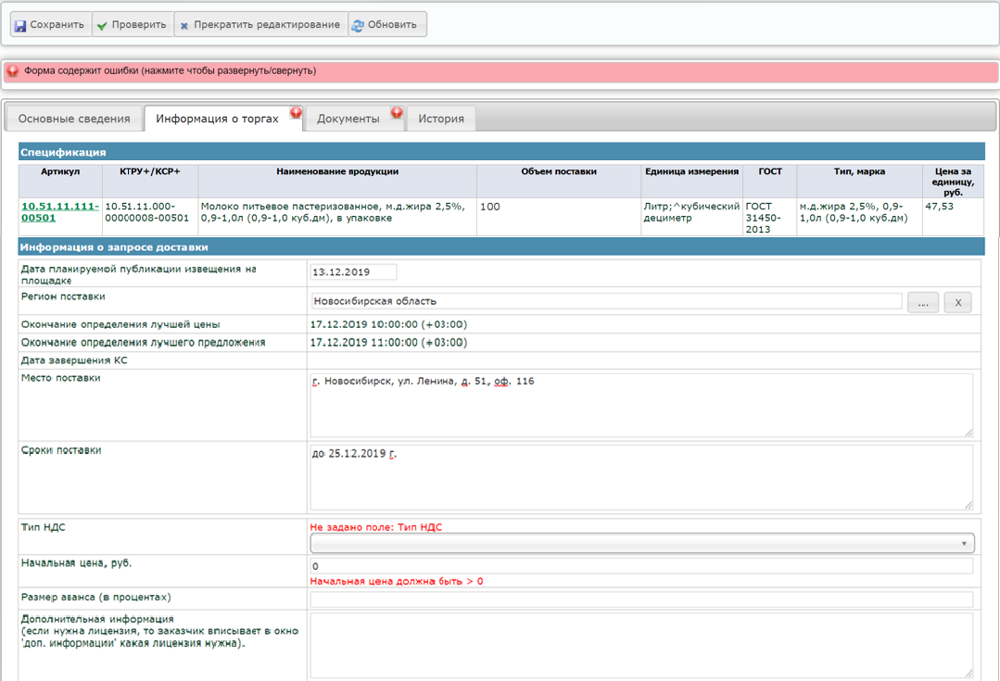 Сохранить Проверить Прекратить редактирование Обновить
Форма содержит ошибки (нажмите чтобы развернуть/свернуть)
Основные сведения Информация о торгах Документы История
Спецификация
Артикул КТРУ+/КСР+ Наименование продукции Объем поставки Единица измерения ГОСТ Тип, марка Цена за
единицу,
руб.
10.51.11.111- 10.51.11.000- Молоко питьевое пастеризованное, м.д.жира 2,5%, 100 Литр;^кубический ГОСТ м.д.жира 2,5%, 0,9- 47,53
00501 00000008-00501 0,9-1,0л (0,9-1,0 куб.дм), в упаковке дециметр 31450- 1,0л (0,9-1,0 куб.дм)
2013
Информация о запросе доставки
Дата планируемой публикации извещения на
площадке
13.12.2019
Регион поставки Новосибирская область ... X
Окончание определения лучшей цены 17.12.2019 10:00:00 (+03:00)
Окончание определения лучшего предложения 17.12.2019 11:00:00 (+03:00)
Дата завершения КС
Место поставки г. Новосибирск, ул. Ленина, д. 51, оф. 116
Сроки поставки до 25.12.2019 г.
Тип НДС Не задано поле: Тип НДС
Начальная цена, руб. 0
Начальная цена должна быть > 0
Размер аванса (в процентах)
Дополнительная информация
(если нужна лицензия, то заказчик вписывает в окно
'доп. информации' какая лицензия нужна).